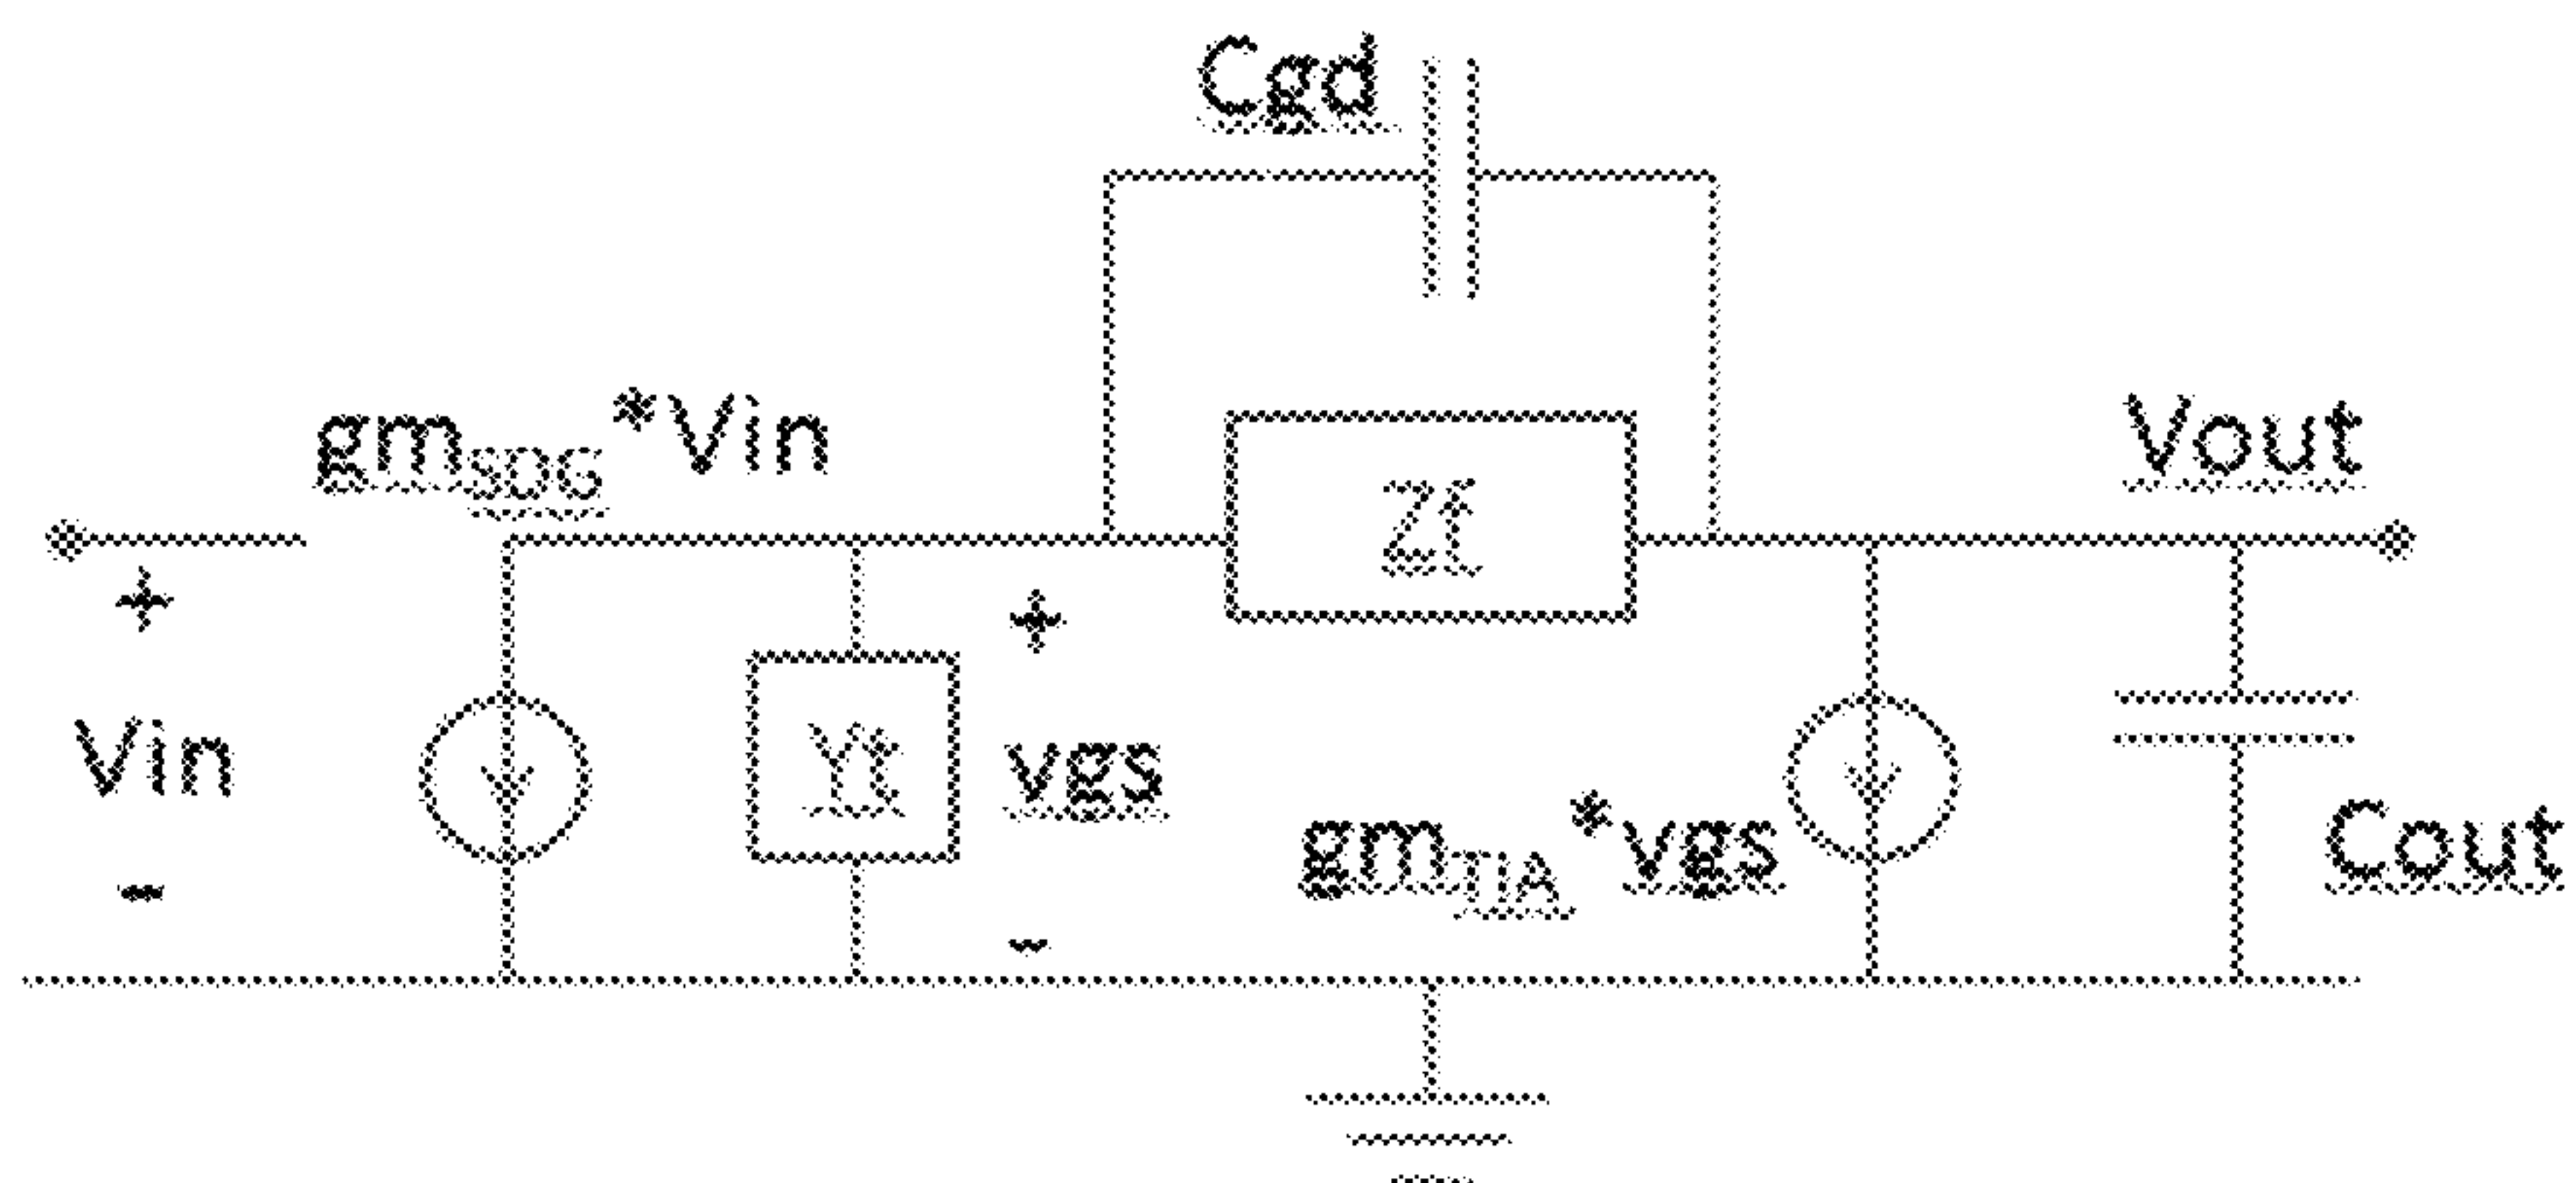 Cgd
gmSDG*Vin
Zf
Vout
+
+
Vin
Yt
vgs
gmTIA*vgs
Cout
-
-